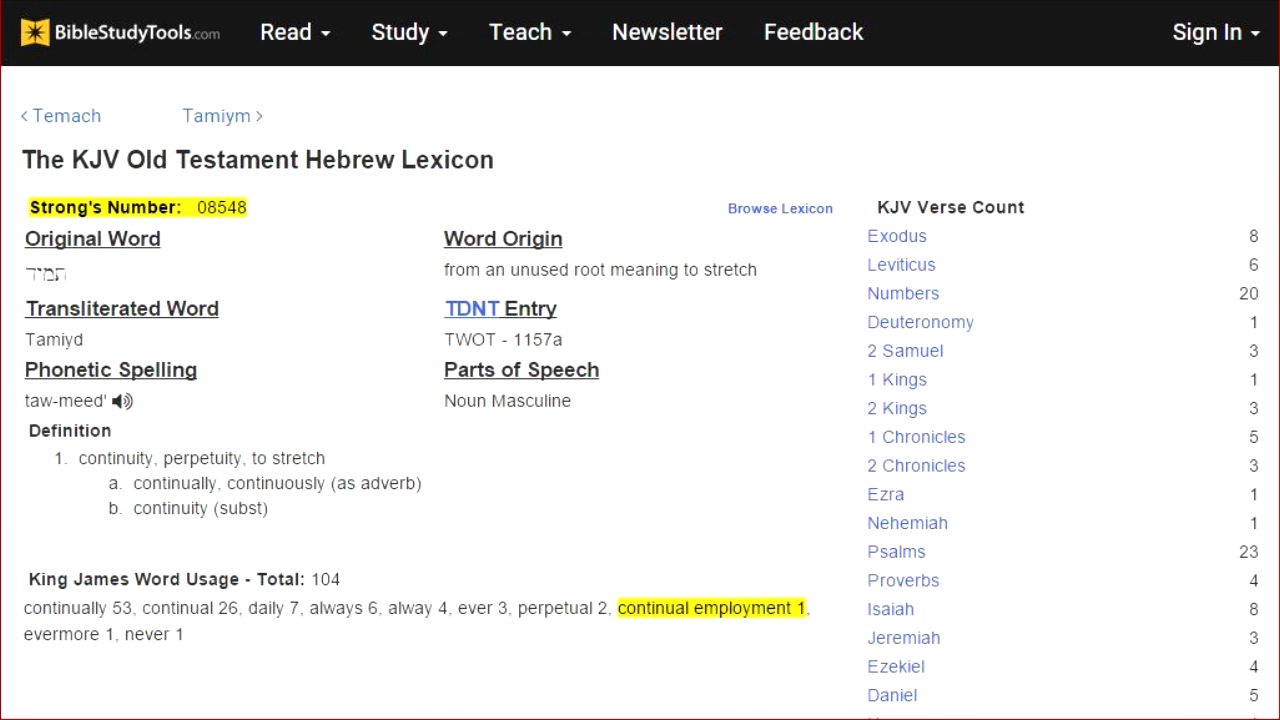 BibleStudyTools.com Read Study Teach Newsletter Feedback Sign In
< Temach Tamiym >
The KJV Old Testament Hebrew Lexicon
Strong's Number: 08548
Browse Lexicon
Original Word
Word Origin
תמיד
from an unused root meaning to stretch
Transliterated Word
TDNT Entry
Tamiyd
TWOT - 1157a
Phonetic Spelling
Parts of Speech
taw-meed'
Noun Masculine
Definition
1. continuity, perpetuity, to stretch
a. continually, continuously (as adverb)
b. continuity (subst)
King James Word Usage - Total: 104
continually 53, continual 26, daily 7, always 6, alway 4, ever 3, perpetual 2, continual employment 1,
evermore 1, never 1
KJV Verse Count
Exodus 8
Leviticus 6
Numbers 20
Deuteronomy 1
2 Samuel 3
1 Kings 1
2 Kings 3
1 Chronicles 5
2 Chronicles 3
Ezra 1
Nehemiah 1
Psalms 23
Proverbs 4
Isaiah 8
Jeremiah 3
Ezekiel 4
Daniel 5